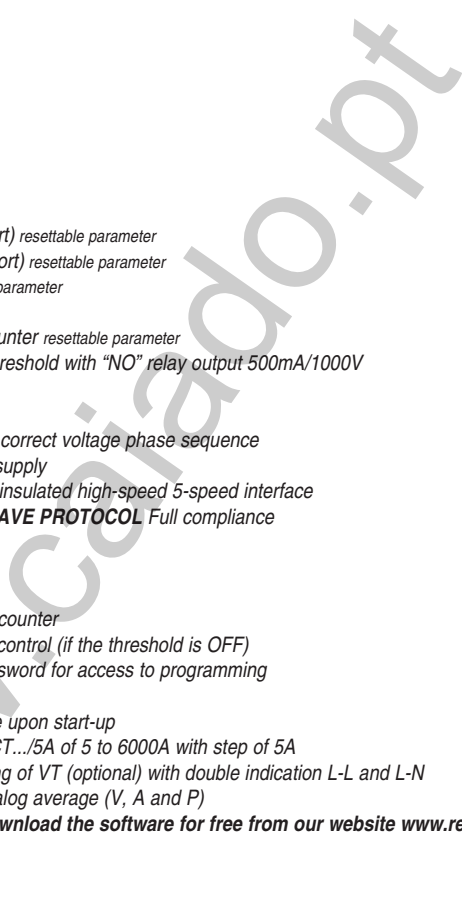 rt) resettable parameter
ort) resettable parameter
parameter
unter resettable parameter
reshold with “NO” relay output 500mA/1000V
correct voltage phase sequence
supply
insulated high-speed 5-speed interface
AVE PROTOCOL Full compliance
counter
control (if the threshold is OFF)
sword for access to programming
e upon start-up
CT.../5A of 5 to 6000A with step of 5A
ng of VT (optional) with double indication L-L and L-N
alog average (V, A and P)
wnload the software for free from our website www.re
.caiado.pt